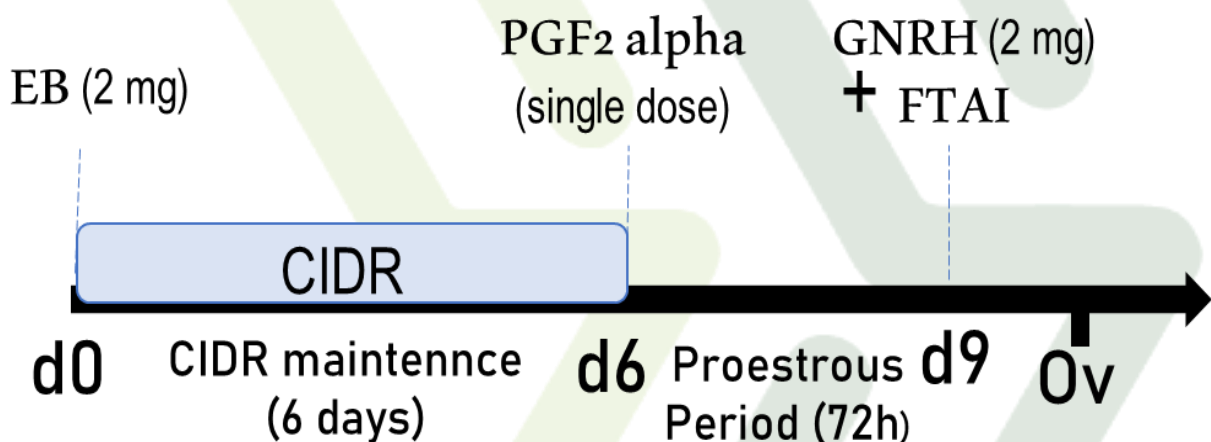 EB (2 mg)
PGF2 alpha
(single dose)
GNRH (2 mg)
+ FTAI
CIDR
d0
CIDR maintennce
(6 days)
d6
Proestrous
Period (72h)
d9
Ov